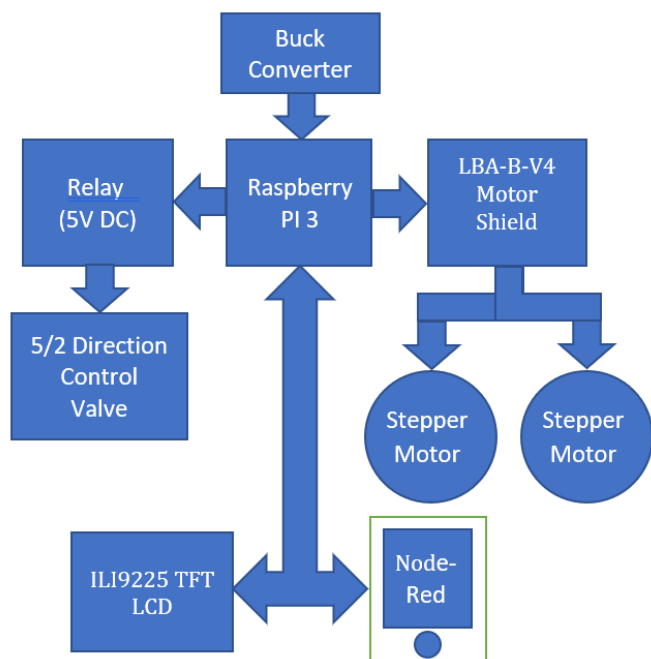 Buck
Converter
Relay
(5V DC)
Raspberry
PI 3
LBA-B-V4
Motor
Shield
5/2 Direction
Control
Valve
Stepper
Motor
Stepper
Motor
ILI9225 TFT
LCD
Node-
Red